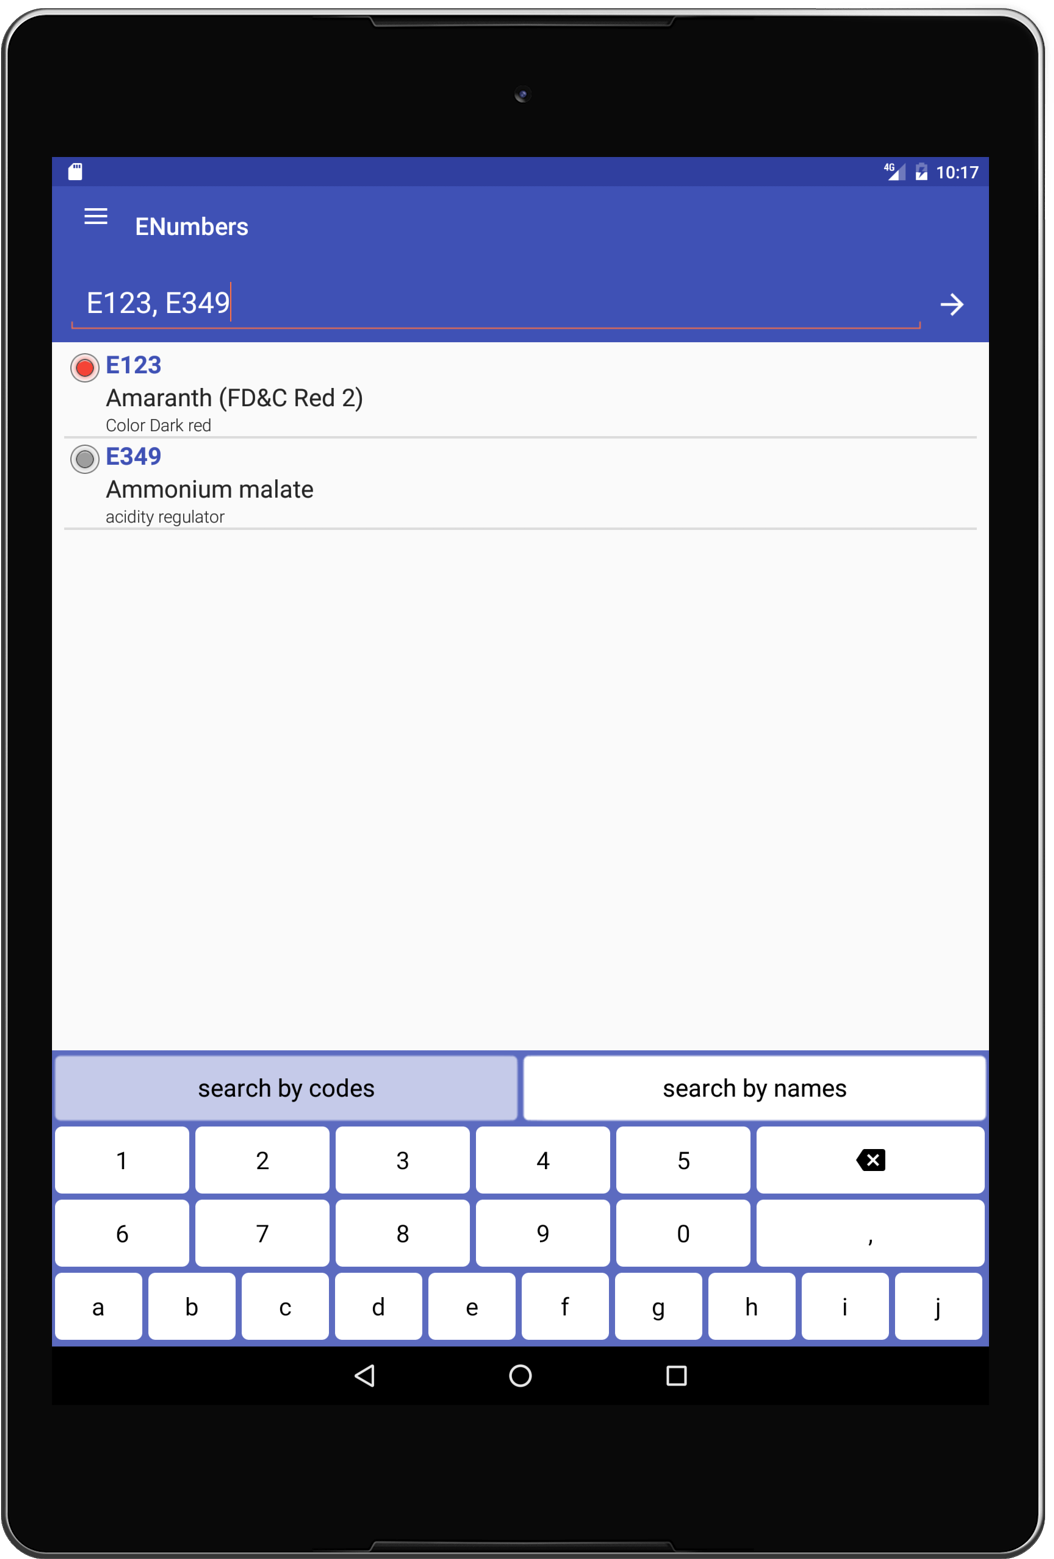 4G 10:17
ENumbers
E123, E349
E123
Amaranth (FD&C Red 2)
Color Dark red
E349
Ammonium malate
acidity regulator
search by codes search by names
1 2 3 4 5
6 7 8 9 0 ,
a b c d e f g h i j